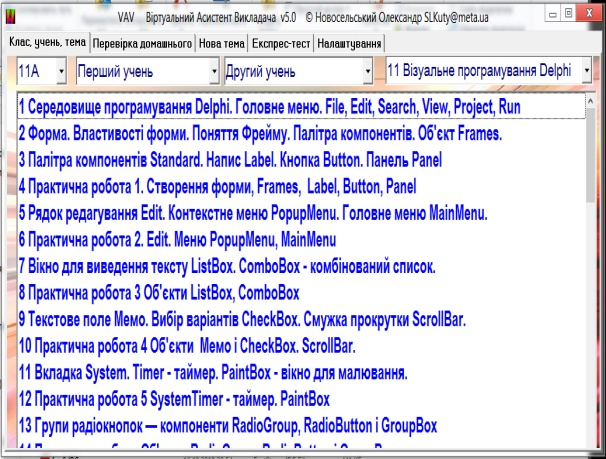 VAV Віртуальний Асистент Викладача v5.0 © Новосельський Олександр SLKuty@meta.ua
Клас, учень, тема Перевірка домашнього Нова тема Експрес-тест Налаштування
11А Перший учень Другий учень 11 Візуальне програмування Delphi
1 Середовище програмування Delphi. Головне меню. File, Edit, Search, View, Project, Run
2 Форма. Властивості форми. Поняття Фрейму. Палітра компонентів. Об'єкт Frames.
3 Палітра компонентів Standard. Напис Label. Кнопка Button. Панель Panel
4 Практична робота 1. Створення форми, Frames, Label, Button, Panel
5 Рядок редагування Edit. Контекстне меню PopupMenu. Головне меню MainMenu.
6 Практична робота 2. Edit. Меню PopupMenu, MainMenu
7 Вікно для виведення тексту ListBox. ComboBox - комбінований список.
8 Практична робота 3 Об'єкти ListBox, ComboBox
9 Текстове поле Мемо. Вибір варіантів CheckBox. Смужка прокрутки ScrollBar.
10 Практична робота 4 Об'єкти Мемо і CheckBox. ScrollBar.
11 Вкладка System. Timer - таймер. PaintBox - вікно для малювання.
12 Практична робота 5 SystemTimer - таймер. PaintBox
13 Групи радіокнопок — компоненти RadioGroup, RadioButton і GroupBox